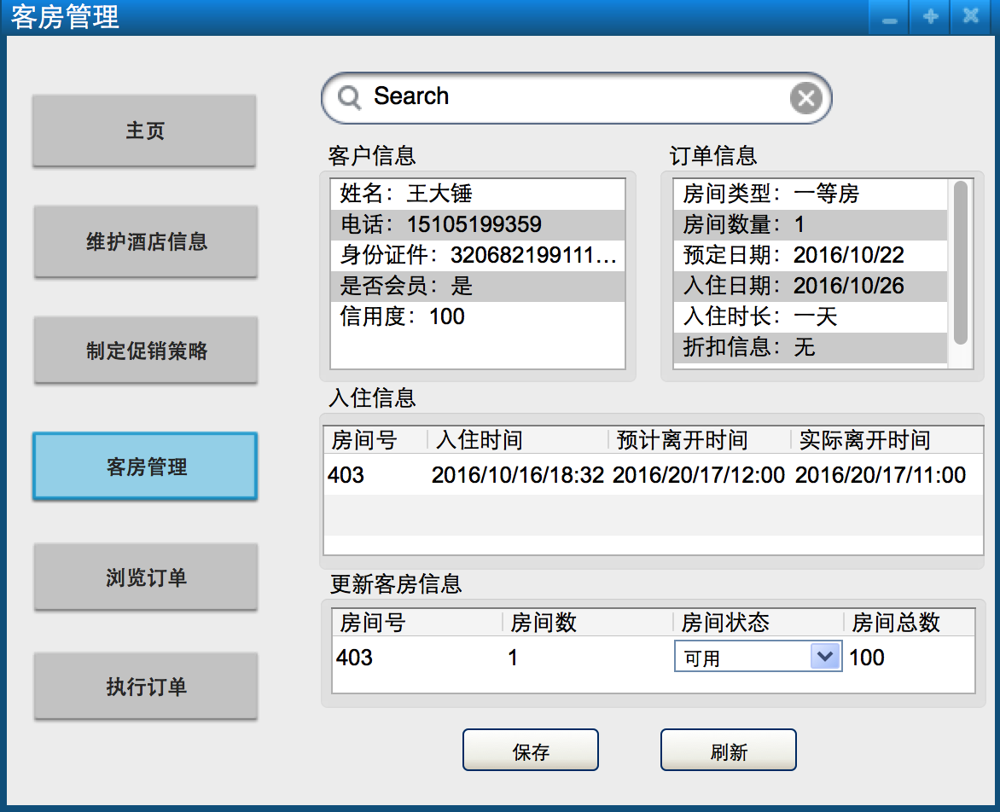 客房管理
主页
维护酒店信息
制定促销策略
客房管理
浏览订单
执行订单
Search
客户信息
姓名：王大锤
电话：15105199359
身份证件：320682199111...
是否会员：是
信用度：100
订单信息
房间类型：一等房
房间数量：1
预定日期：2016/10/22
入住日期：2016/10/26
入住时长：一天
折扣信息：无
入住信息
房间号 入住时间 预计离开时间 实际离开时间
403 2016/10/16/18:32 2016/20/17/12:00 2016/20/17/11:00
更新客房信息
房间号 房间数 房间状态 房间总数
403 1 可用 100
保存 刷新